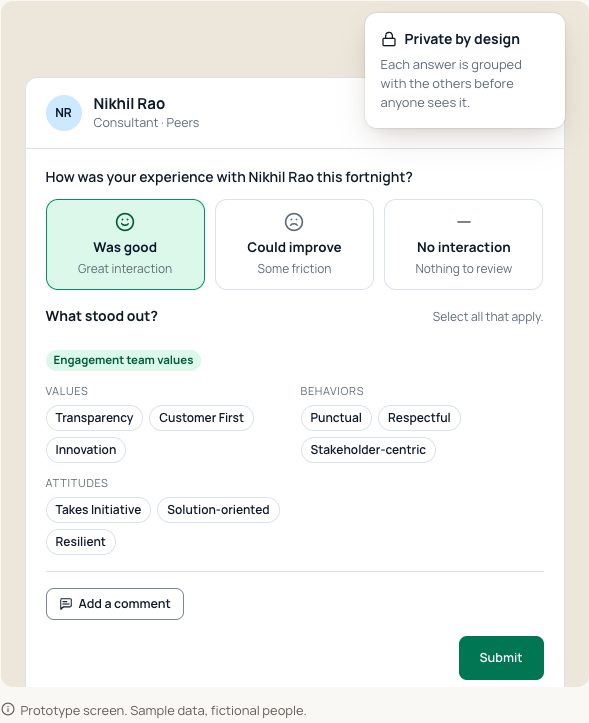 Private by design
Each answer is grouped
with the others before
anyone sees it.
NR
Nikhil Rao
Consultant · Peers
How was your experience with Nikhil Rao this fortnight?
Was good
Great interaction
Could improve
Some friction
No interaction
Nothing to review
What stood out?
Select all that apply.
Engagement team values
VALUES
Transparency
Customer First
Innovation
BEHAVIORS
Punctual
Respectful
Stakeholder-centric
ATTITUDES
Takes Initiative
Solution-oriented
Resilient
Add a comment
Submit
Prototype screen. Sample data, fictional people.